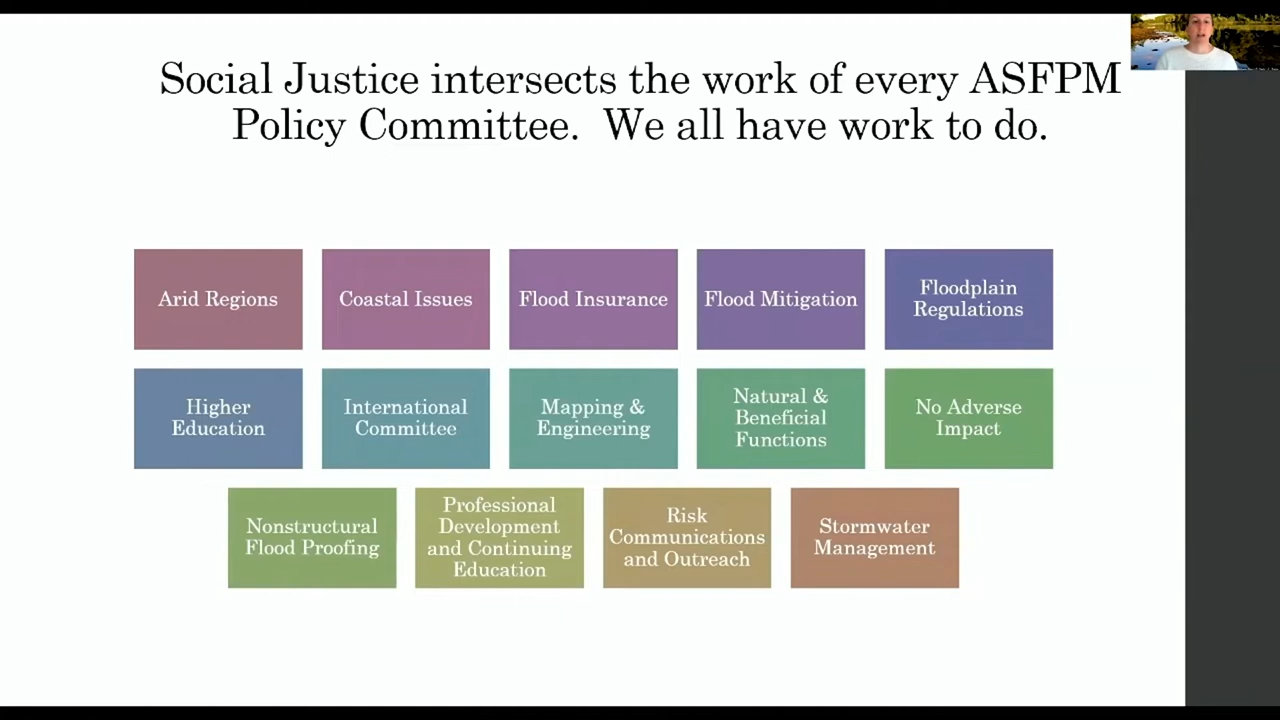 Social Justice intersects the work of every ASFPM
Policy Committee.  We all have work to do.
Arid Regions
Coastal Issues
Flood Insurance
Flood Mitigation
Floodplain
Regulations
Higher
Education
International
Committee
Mapping &
Engineering
Natural &
Beneficial
Functions
No Adverse
Impact
Nonstructural
Flood Proofing
Professional
Development
and Continuing
Education
Risk
Communications
and Outreach
Stormwater
Management